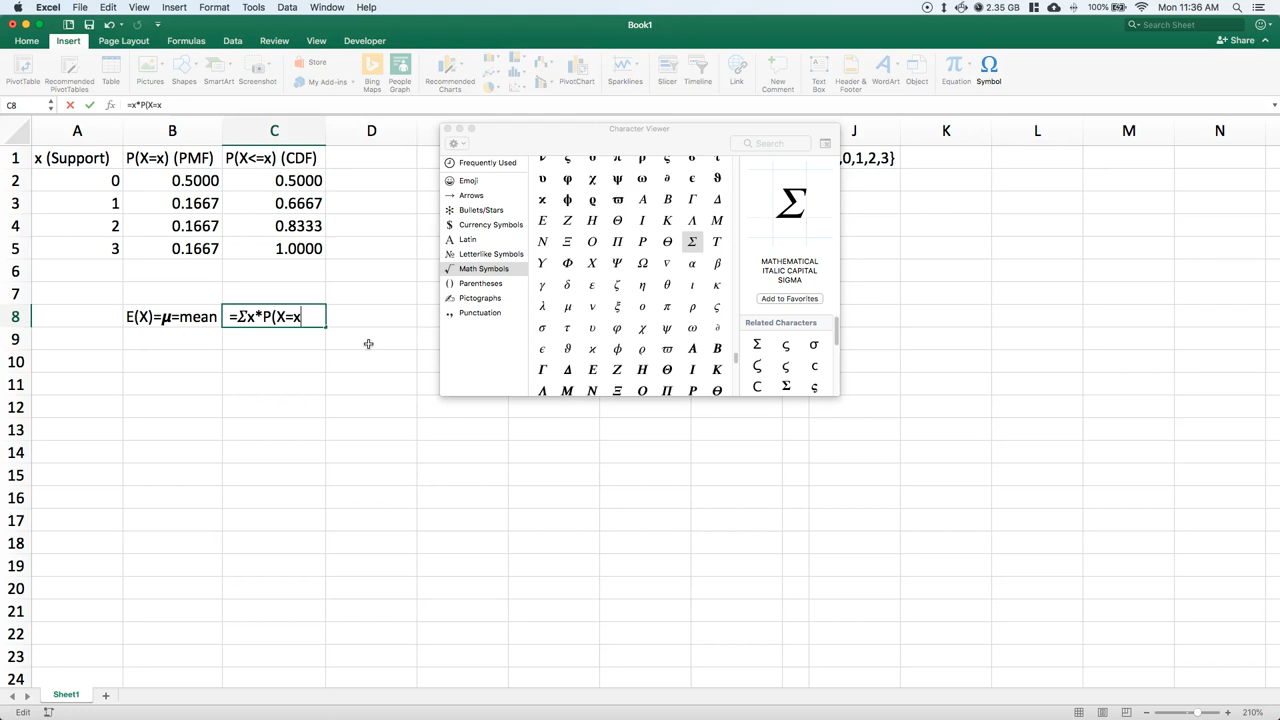 Excel File Edit View Insert Format Tools Data Window Help 2.35 GB 100% Mon 11:36 AM
Book1
Search Sheet
Home Insert Page Layout Formulas Data Review View Developer Share
Store
My Add-ins
PivotTable Recommended PivotTables Table Pictures Shapes SmartArt Screenshot Bing Maps People Graph Recommended Charts PivotChart Sparklines Slicer Timeline Link New Comment Text Box Header & Footer WordArt Object Equation Symbol
C8 fx =x*P(X=x
Character Viewer
Search
A B C D J K L M N
1 x (Support) P(X=x) (PMF) P(X<=x) (CDF) ,0,1,2,3}
2 0 0.5000 0.5000
3 1 0.1667 0.6667
4 2 0.1667 0.8333
5 3 0.1667 1.0000
6
7
8 E(X)=𝝁=mean =𝛴x*P(X=x
9
10
11
12
13
14
15
16
17
18
19
20
21
22
23
24
Frequently Used
Emoji
Arrows
Bullets/Stars
Currency Symbols
Latin
Letterlike Symbols
Math Symbols
Parentheses
Pictographs
Punctuation
υ φ χ ψ ω ∂ ϵ ϑ
ϰ ϕ ϱ ϖ Α Β Γ Δ
Ε Ζ Η Θ Ι Κ Λ Μ
Ν Ξ Ο Π Ρ ϴ Σ Τ
Υ Φ Χ Ψ Ω ∇ α β
γ δ ε ζ η θ ι κ
λ μ ν ξ ο π ρ ς
σ τ υ φ χ ψ ω ∂
ϵ ϑ ϰ ϕ ϱ ϖ Α Β
Γ Δ Ε Ζ Η Θ Ι Κ
Λ Μ Ν Ξ Ο Π Ρ ϴ
Σ
MATHEMATICAL
ITALIC CAPITAL
SIGMA
Add to Favorites
Related Characters
Σ ς σ
Sheet1
Edit 210%